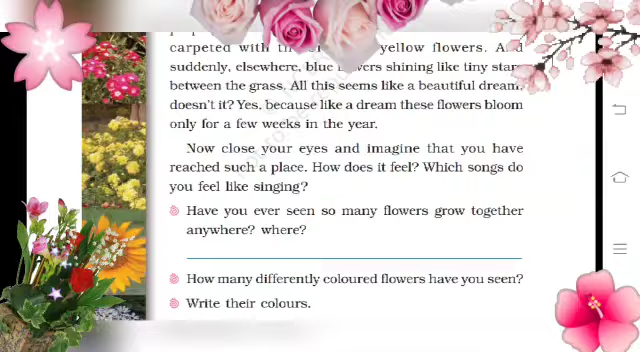 carpeted with yellow flowers. And
suddenly, elsewhere, blue flowers shining like tiny stars
between the grass. All this seems like a beautiful dream,
doesn't it? Yes, because like a dream these flowers bloom
only for a few weeks in the year.
Now close your eyes and imagine that you have
reached such a place. How does it feel? Which songs do
you feel like singing?
Have you ever seen so many flowers grow together
anywhere? where?
How many differently coloured flowers have you seen?
Write their colours.